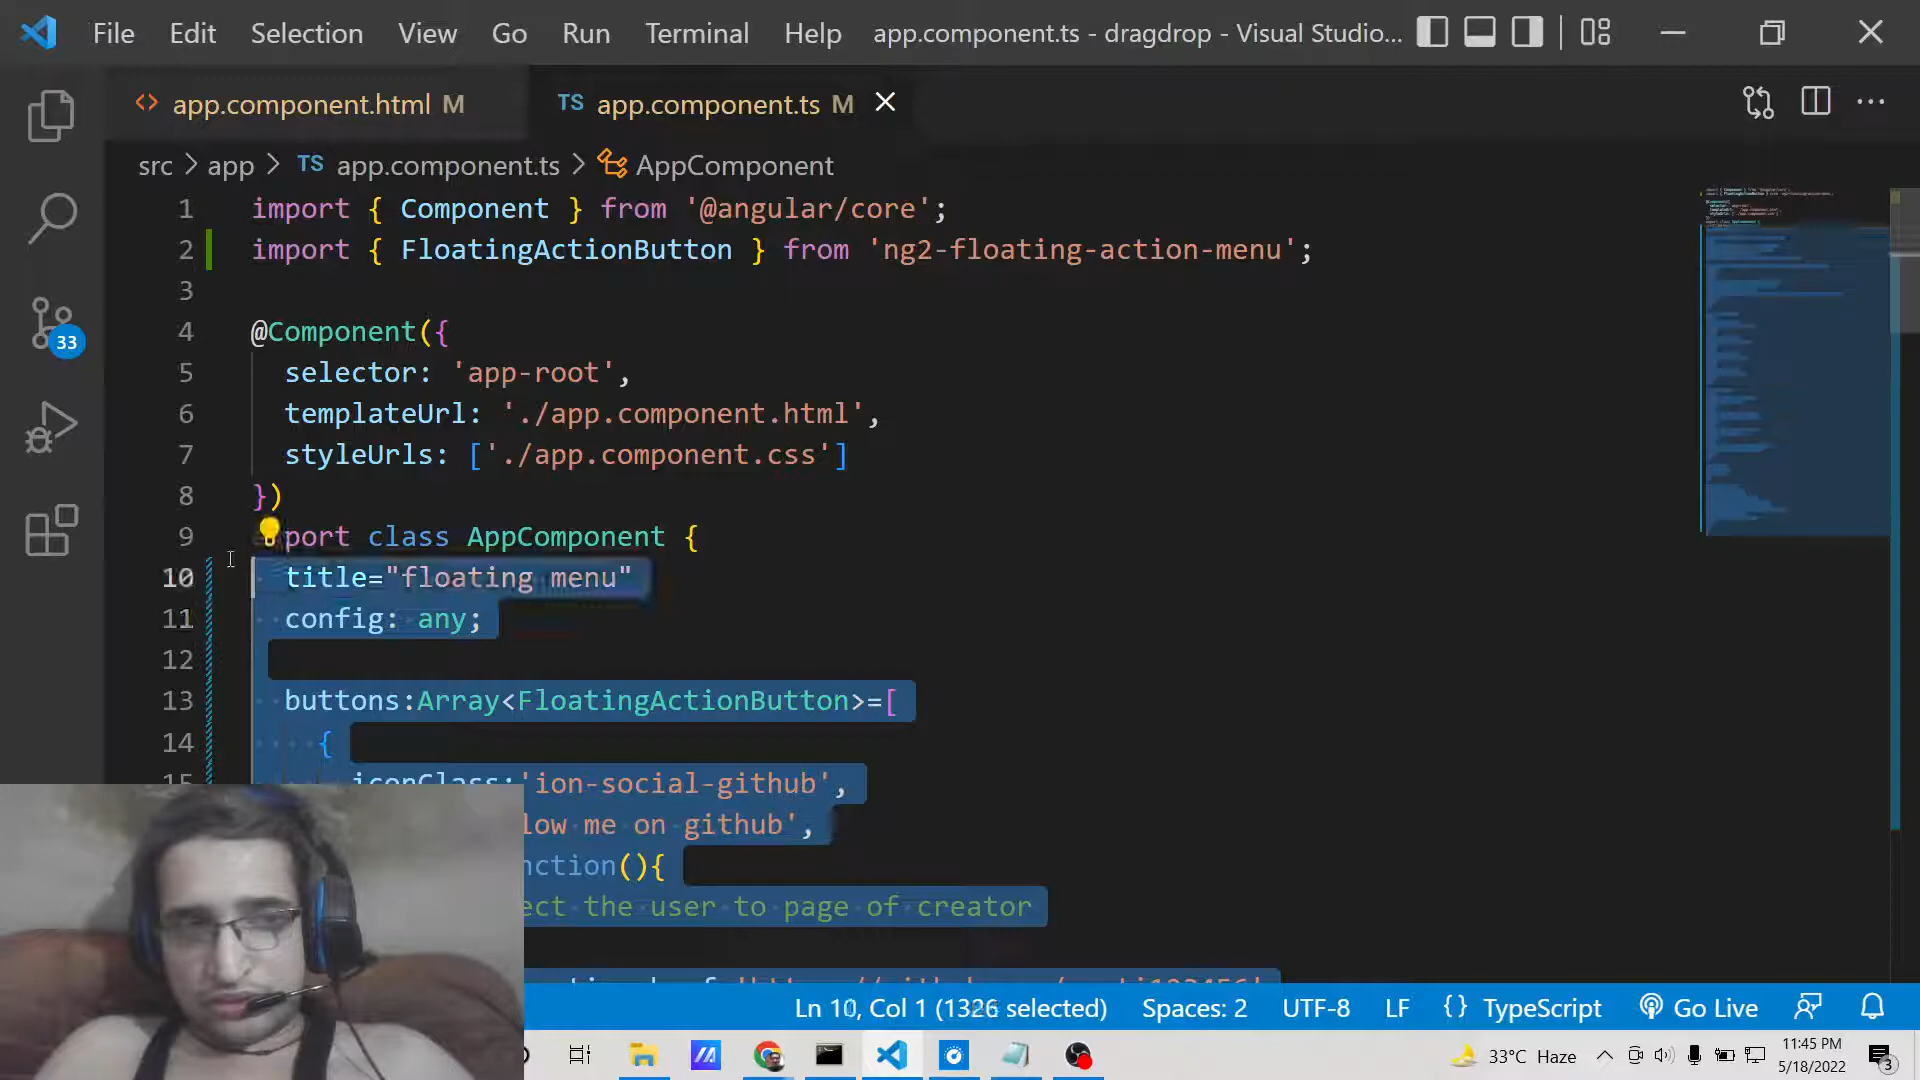 File Edit Selection View Go Run Terminal Help app.component.ts - dragdrop - Visual Studio...
app.component.html M TS app.component.ts M
src > app > TS app.component.ts > AppComponent
1 import { Component } from '@angular/core';
2 import { FloatingActionButton } from 'ng2-floating-action-menu';
3
4 @Component({
5 selector: 'app-root',
6 templateUrl: './app.component.html',
7 styleUrls: ['./app.component.css']
8 })
9 port class AppComponent {
10 title="floating menu"
11 config: any;
12
13 buttons:Array<FloatingActionButton>=[
14 {
iconClass:'ion-social-github',
low me on github',
nction(){
ect the user to page of creator
33
Ln 10, Col 1 (1326 selected) Spaces: 2 UTF-8 LF {} TypeScript Go Live
33°C Haze 11:45 PM
5/18/2022
3